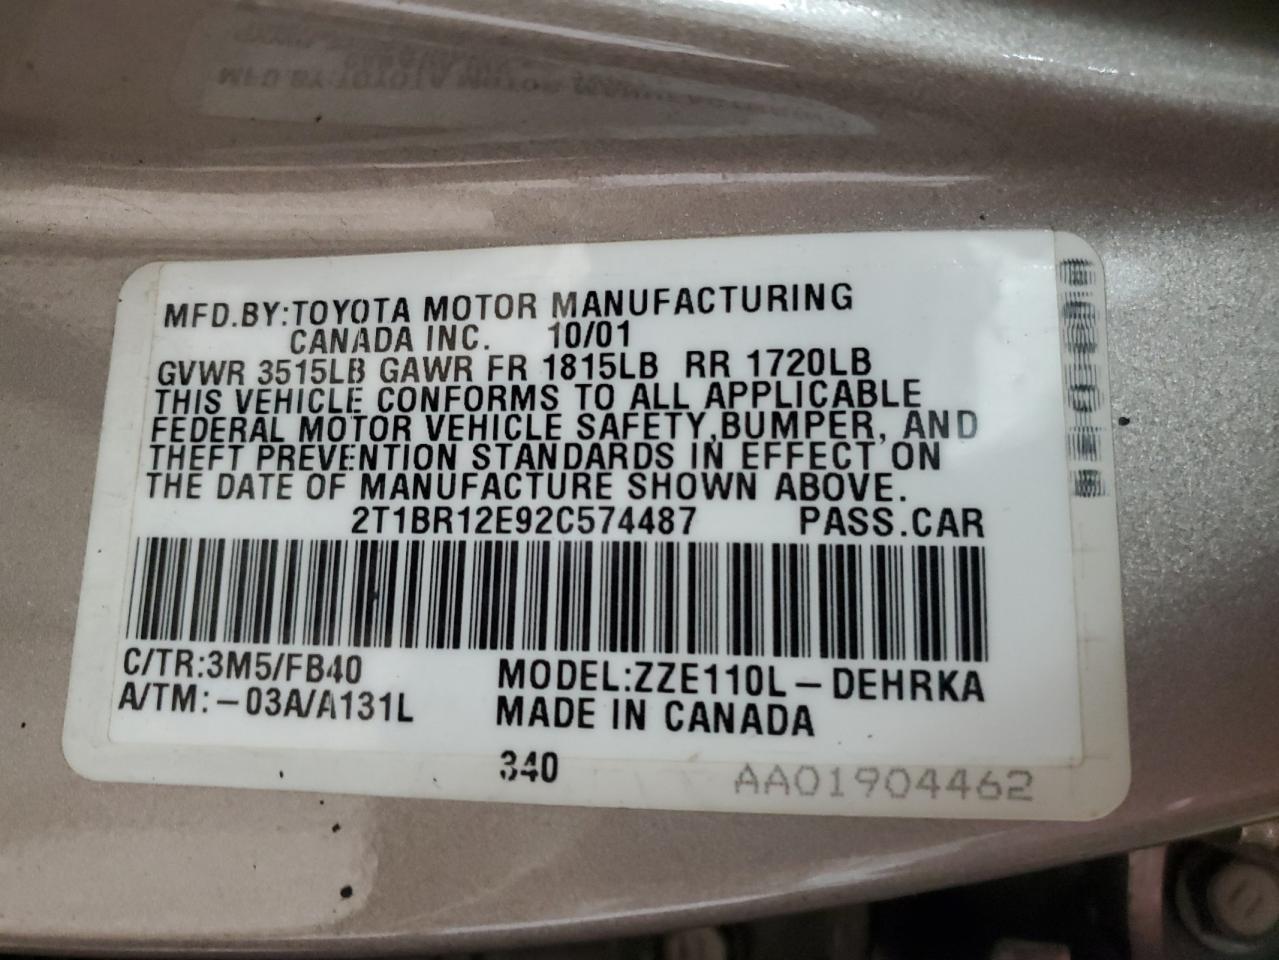 MFD.BY:TOYOTA MOTOR MANUFACTURING
CANADA INC. 10/01
GVWR 3515LB GAWR FR 1815LB RR 1720LB
THIS VEHICLE CONFORMS TO ALL APPLICABLE
FEDERAL MOTOR VEHICLE SAFETY,BUMPER, AND
THEFT PREVENTION STANDARDS IN EFFECT ON
THE DATE OF MANUFACTURE SHOWN ABOVE.
2T1BR12E92C574487 PASS.CAR
C/TR:3M5/FB40 MODEL:ZZE110L-DEHRKA
A/TM:-03A/A131L MADE IN CANADA
340 AA01904462